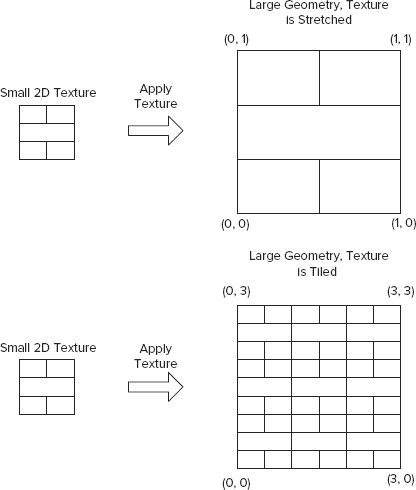 Large Geometry, Texture
is Stretched
(0, 1)
(1, 1)
Small 2D Texture
Apply
Texture
(0, 0)
(1, 0)
Large Geometry, Texture
is Tiled
(0, 3)
(3, 3)
Small 2D Texture
Apply
Texture
(0, 0)
(3, 0)